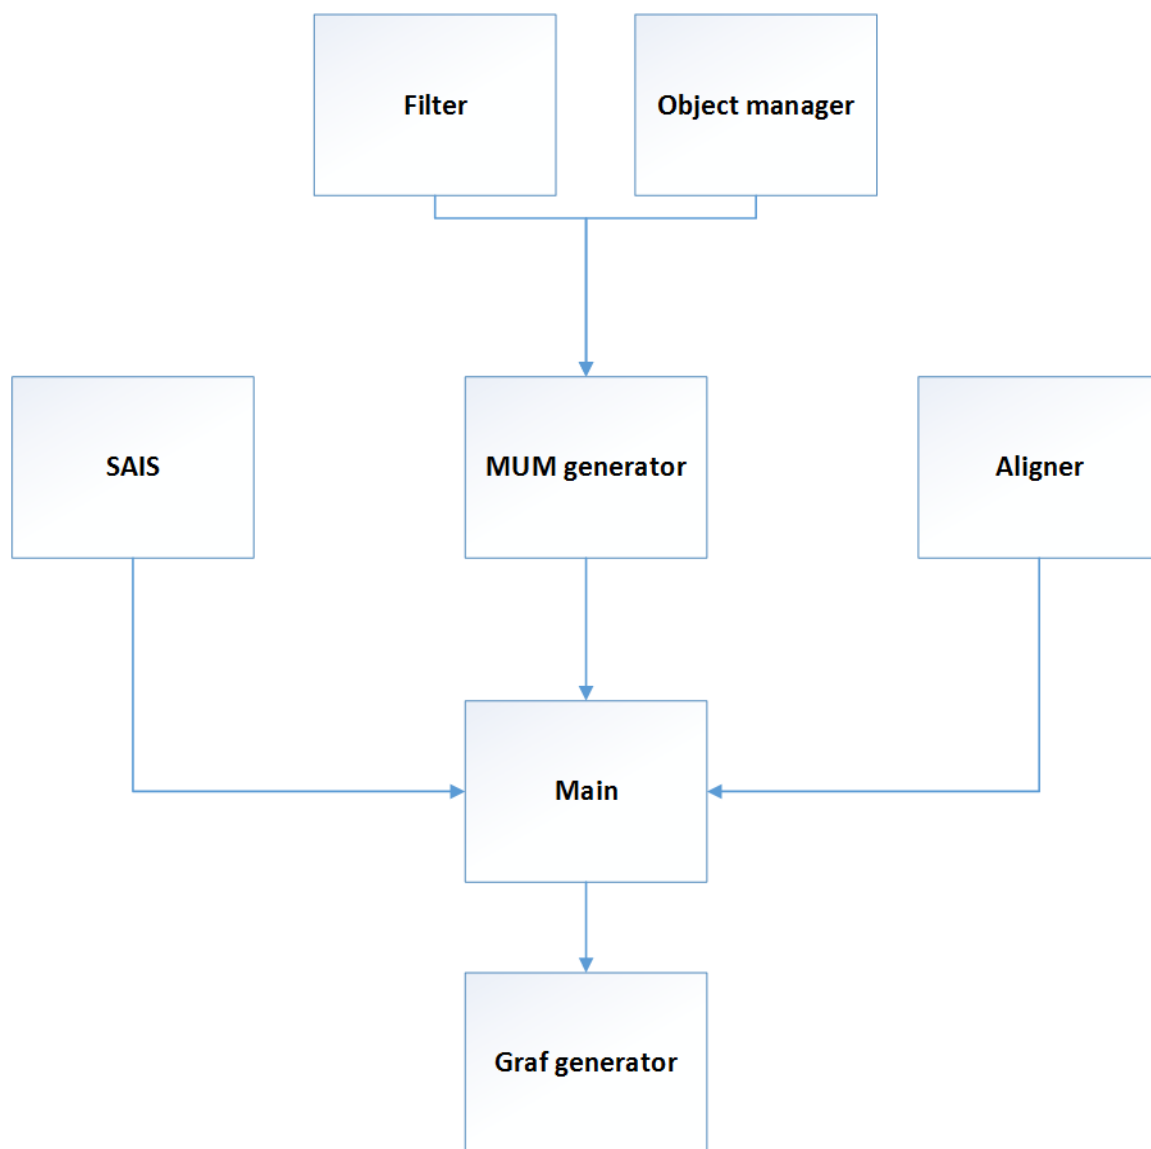 Filter
Object manager
SAIS
MUM generator
Aligner
Main
Graf generator